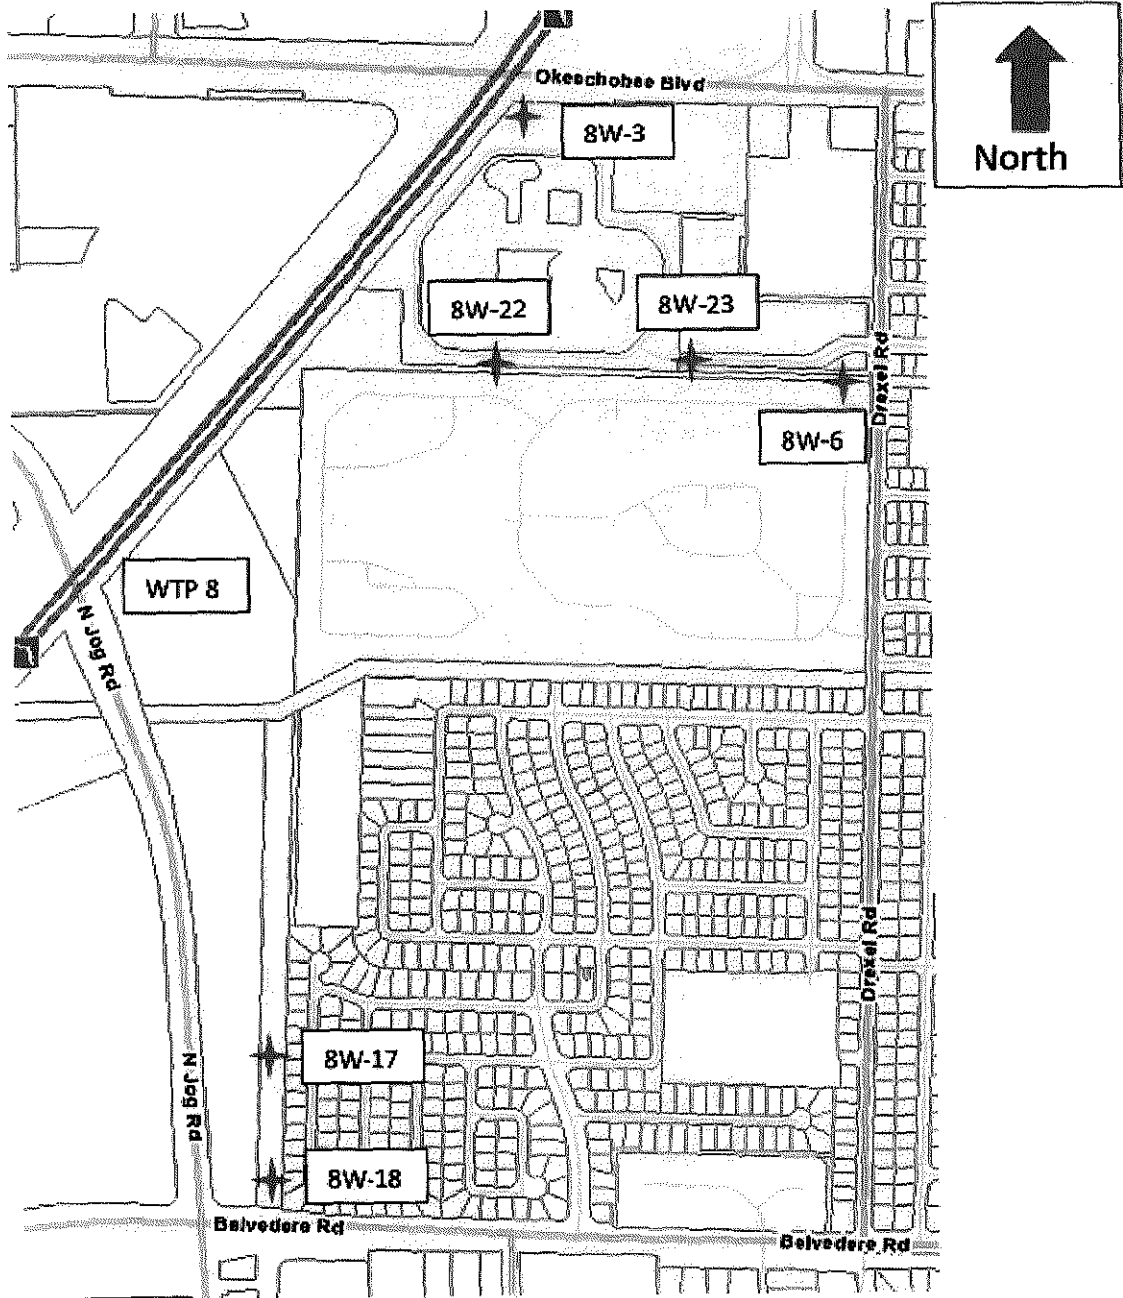 Okeechobee Blvd
8W-3
North
8W-22
8W-23
Drexel Rd
8W-6
WTP 8
N Jog Rd
Drexel Rd
8W-17
N Jog Rd
8W-18
Belvedere Rd
Belvedere Rd